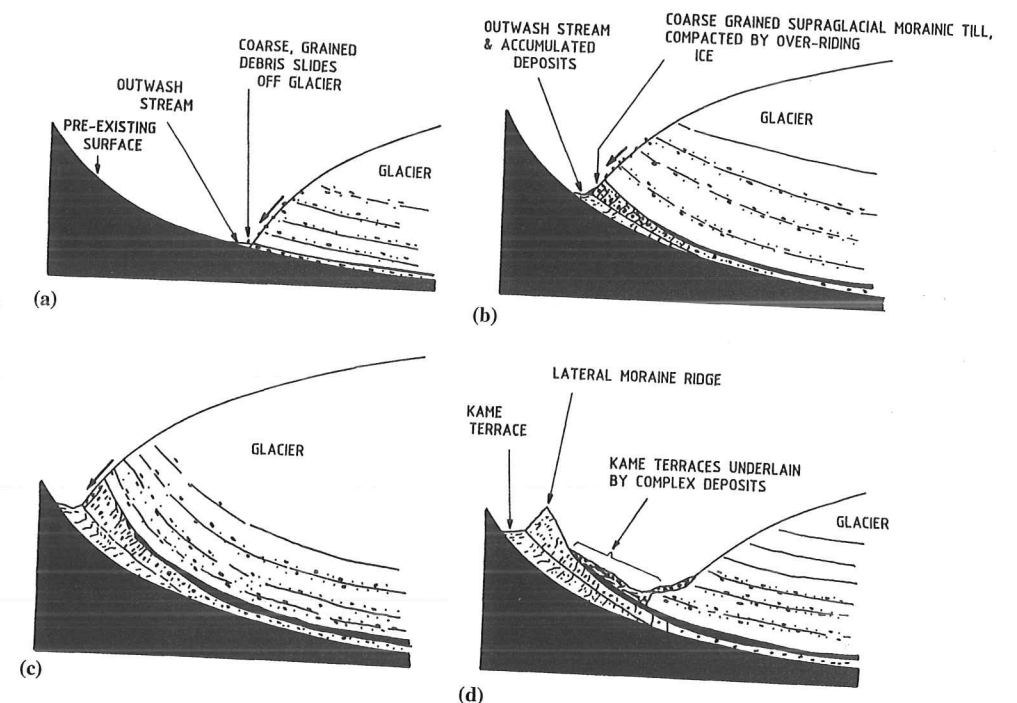 COARSE, GRAINED
DEBRIS SLIDES
OFF GLACIER
OUTWASH
STREAM
PRE-EXISTING
SURFACE
GLACIER
(a)
OUTWASH STREAM
& ACCUMULATED
DEPOSITS
COARSE GRAINED SUPRAGLACIAL MORAINIC TILL,
COMPACTED BY OVER-RIDING
ICE
GLACIER
(b)
GLACIER
(c)
LATERAL MORAINE RIDGE
KAME
TERRACE
KAME TERRACES UNDERLAIN
BY COMPLEX DEPOSITS
GLACIER
(d)